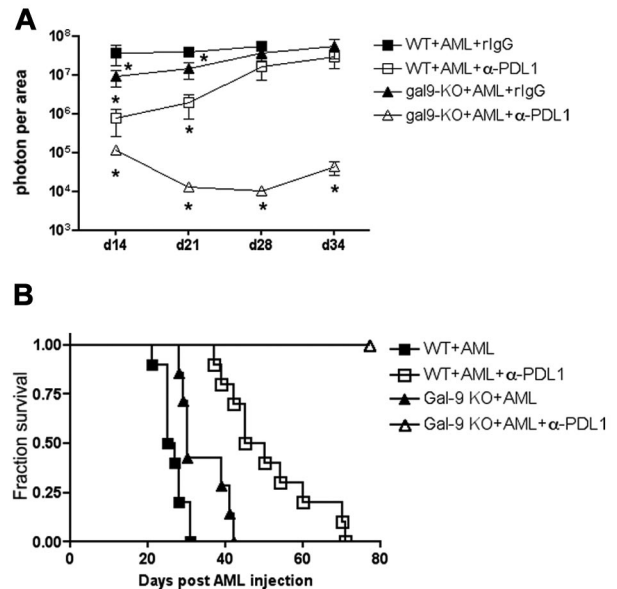 A
photon per area
10⁸
10⁷
10⁶
10⁵
10⁴
10³
* *
* *
* * * *
d14 d21 d28 d34
WT+AML+rIgG
WT+AML+α-PDL1
gal9-KO+AML+rIgG
gal9-KO+AML+α-PDL1
B
Fraction survival
1.00
0.75
0.50
0.25
0.00
0 20 40 60 80
Days post AML injection
WT+AML
WT+AML+α-PDL1
Gal-9 KO+AML
Gal-9 KO+AML+α-PDL1